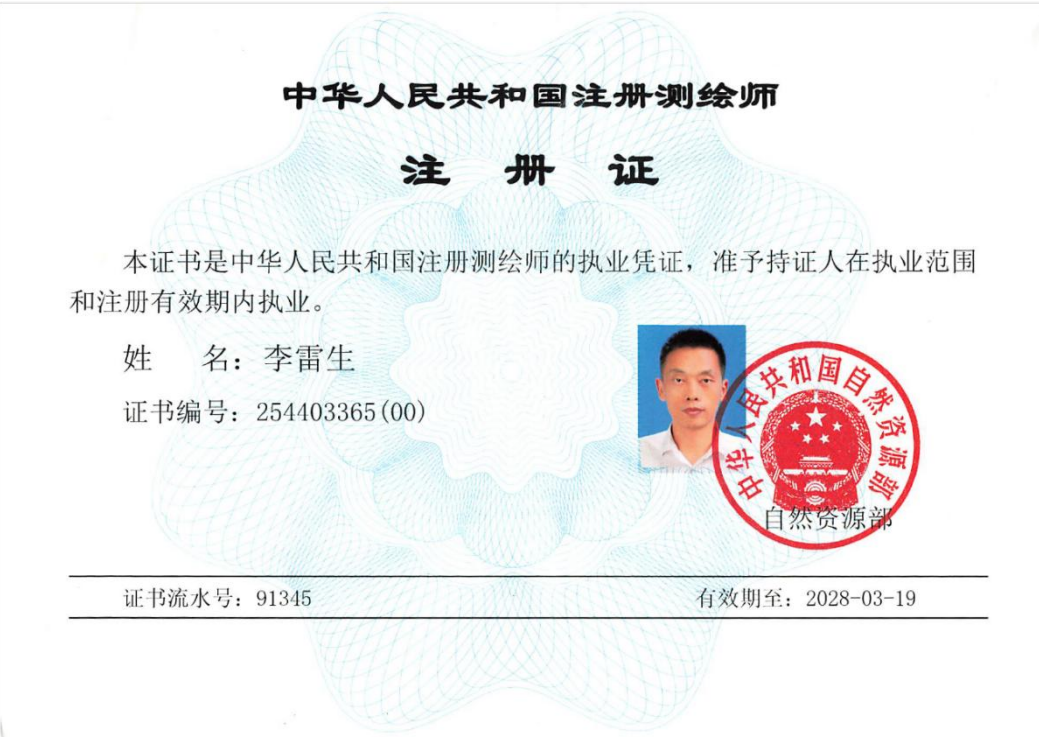 中华人民共和国注册测绘师
注 册 证
本证书是中华人民共和国注册测绘师的执业凭证，准予持证人在执业范围
和注册有效期内执业。
姓 名：李雷生
证书编号：254403365(00)
中华人民共和国自然资源部
自然资源部
证书流水号：91345 有效期至：2028-03-19